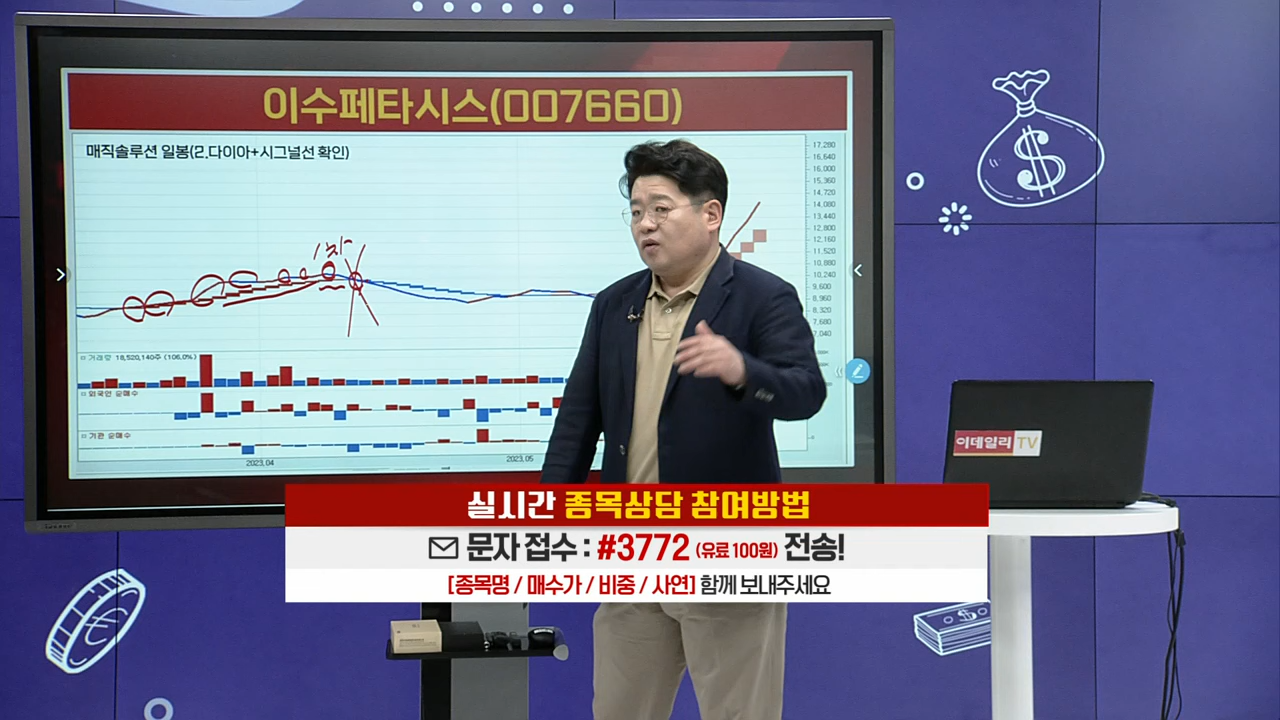 이수페타시스(007660)
매직솔루션 일봉(2.다이아+시그널선 확인)
17,280
16,640
16,000
15,360
14,720
14,080
13,440
12,800
12,160
11,520
10,880
10,240
9,600
8,960
8,320
7,680
7,040
1차
거래량 18,520,140주 (106.0%)
외국인 순매수
기관 순매수
2023.04
2023.05
이데일리 TV
실시간 종목상담 참여방법
문자 접수 : #3772 (유료 100원) 전송!
[종목명 / 매수가 / 비중 / 사연] 함께 보내주세요